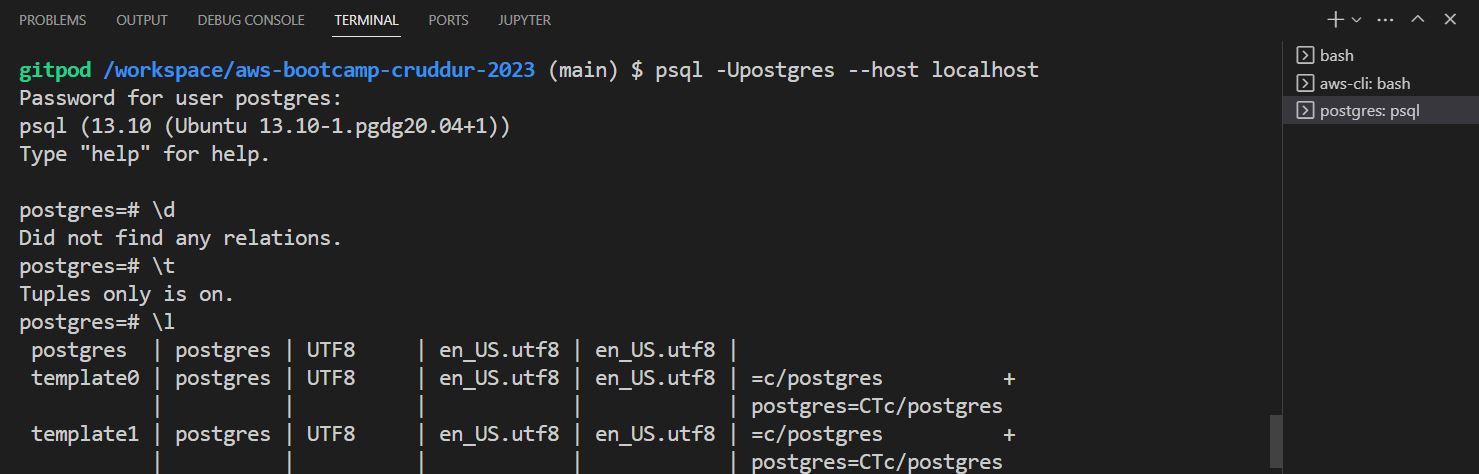 PROBLEMS OUTPUT DEBUG CONSOLE TERMINAL PORTS JUPYTER
gitpod /workspace/aws-bootcamp-cruddur-2023 (main) $ psql -Upostgres --host localhost
Password for user postgres:
psql (13.10 (Ubuntu 13.10-1.pgdg20.04+1))
Type "help" for help.
postgres=# \d
Did not find any relations.
postgres=# \t
Tuples only is on.
postgres=# \l
postgres | postgres | UTF8 | en_US.utf8 | en_US.utf8 |
template0 | postgres | UTF8 | en_US.utf8 | en_US.utf8 | =c/postgres +
| | | | | postgres=CTc/postgres
template1 | postgres | UTF8 | en_US.utf8 | en_US.utf8 | =c/postgres +
| | | | | postgres=CTc/postgres
bash
aws-cli: bash
postgres: psql